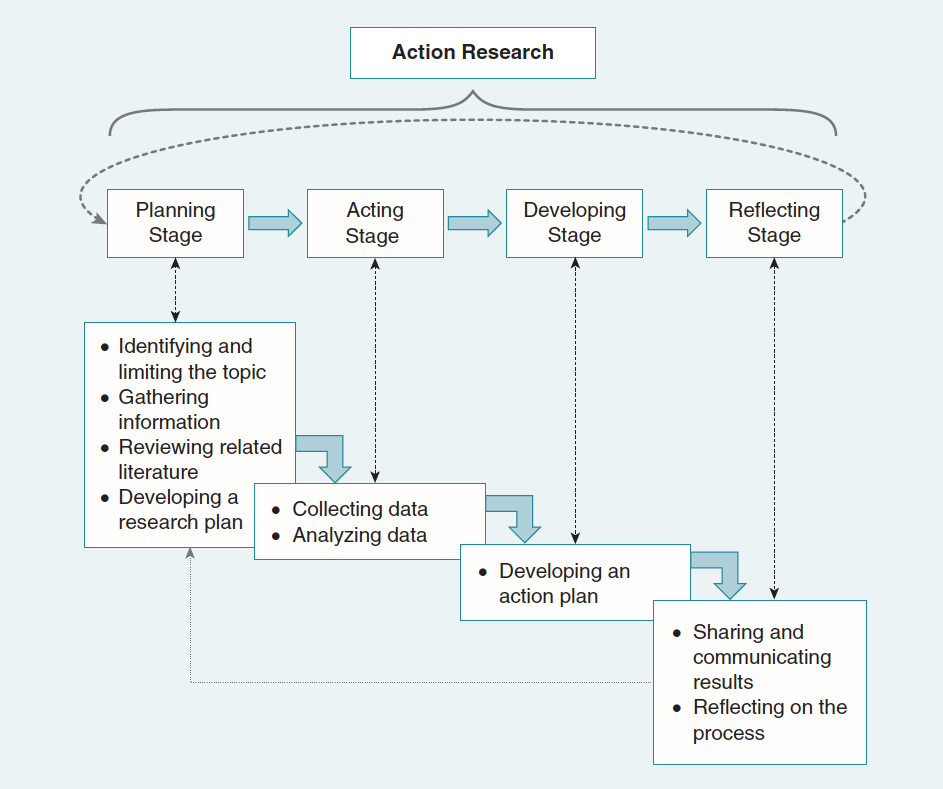 Action Research
Planning
Stage
Acting
Stage
Developing
Stage
Reflecting
Stage
• Identifying and
limiting the topic
• Gathering
information
• Reviewing related
literature
• Developing a
research plan
• Collecting data
• Analyzing data
• Developing an
action plan
• Sharing and
communicating
results
• Reflecting on the
process